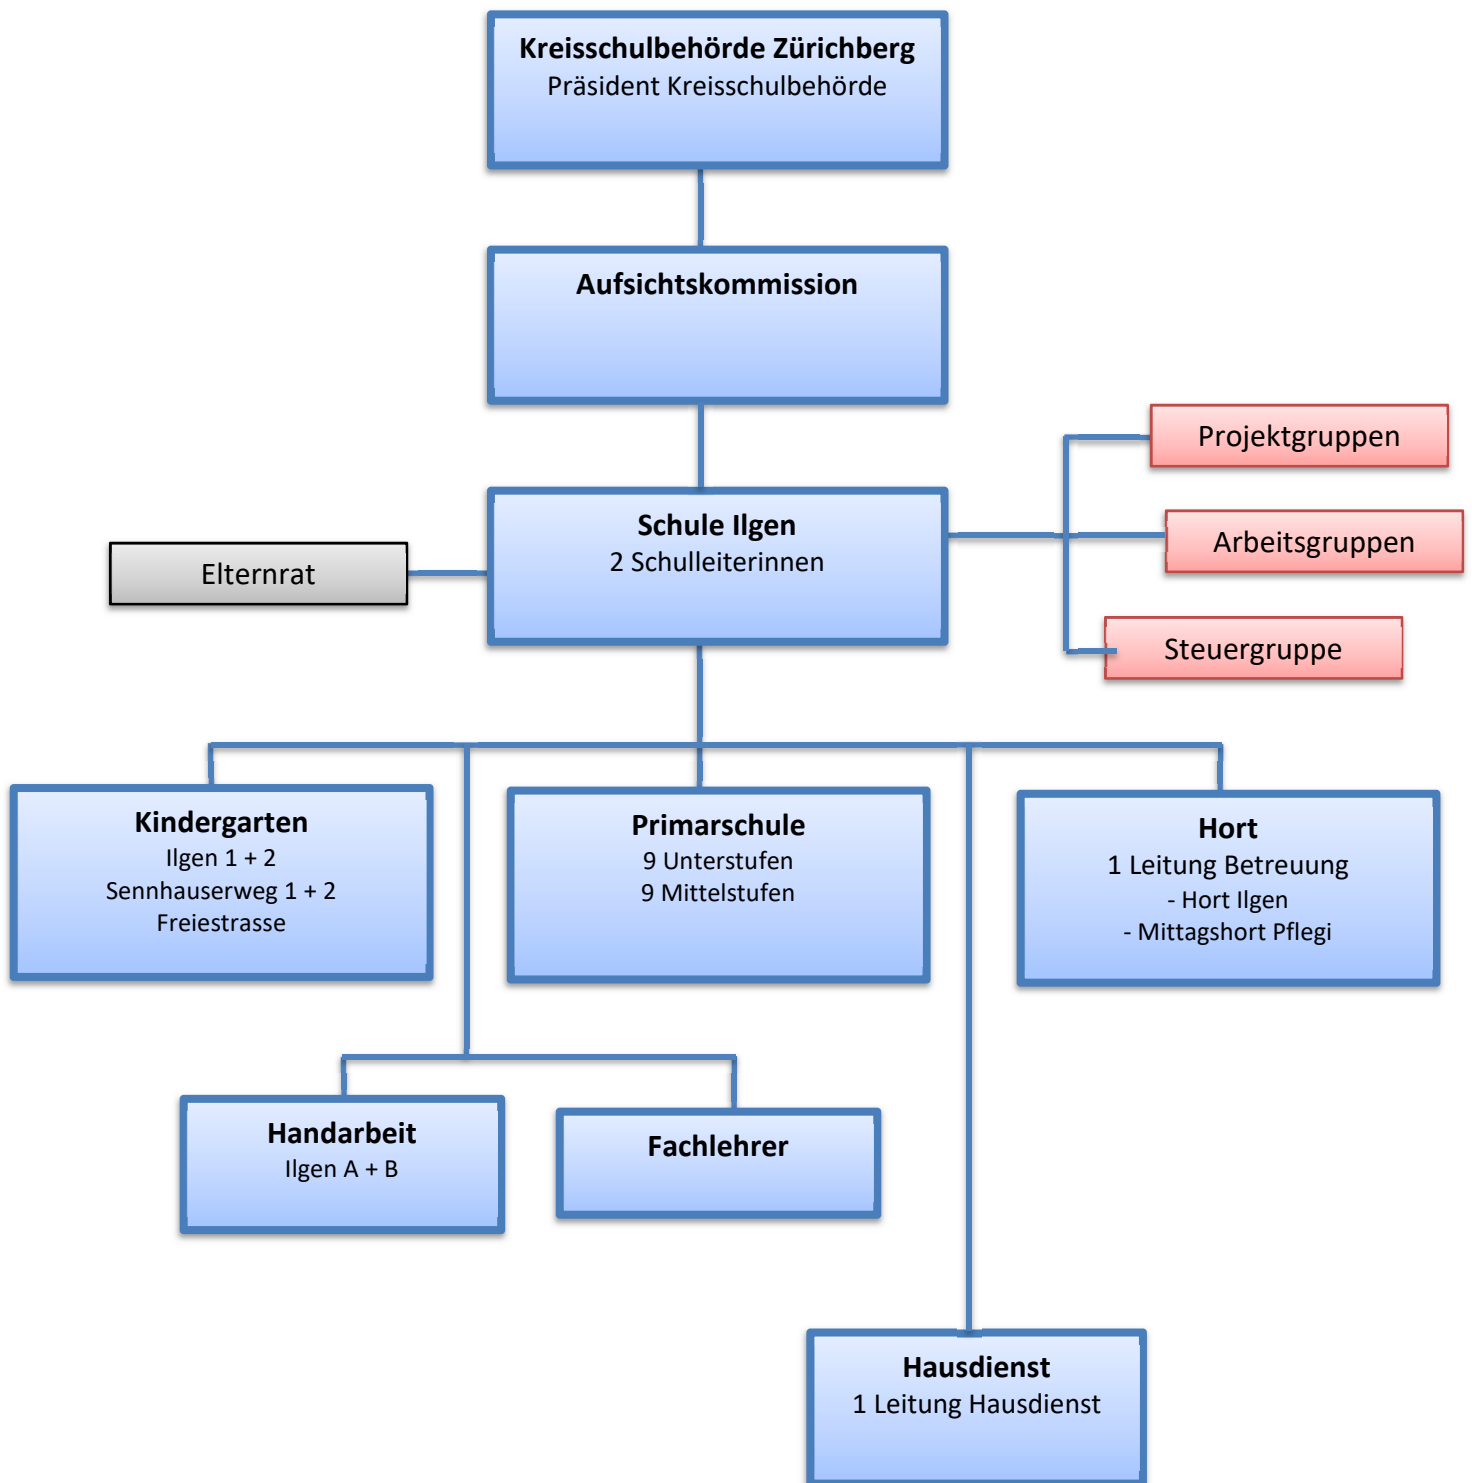 Kreisschulbehörde Zürichberg
Präsident Kreisschulbehörde
Aufsichtskommission
Projektgruppen
Schule Ilgen
2 Schulleiterinnen
Arbeitsgruppen
Elternrat
Steuergruppe
Kindergarten
Ilgen 1 + 2
Sennhauserweg 1 + 2
Freiestrasse
Primarschule
9 Unterstufen
9 Mittelstufen
Hort
1 Leitung Betreuung
- Hort Ilgen
- Mittagshort Pflegi
Handarbeit
Ilgen A + B
Fachlehrer
Hausdienst
1 Leitung Hausdienst